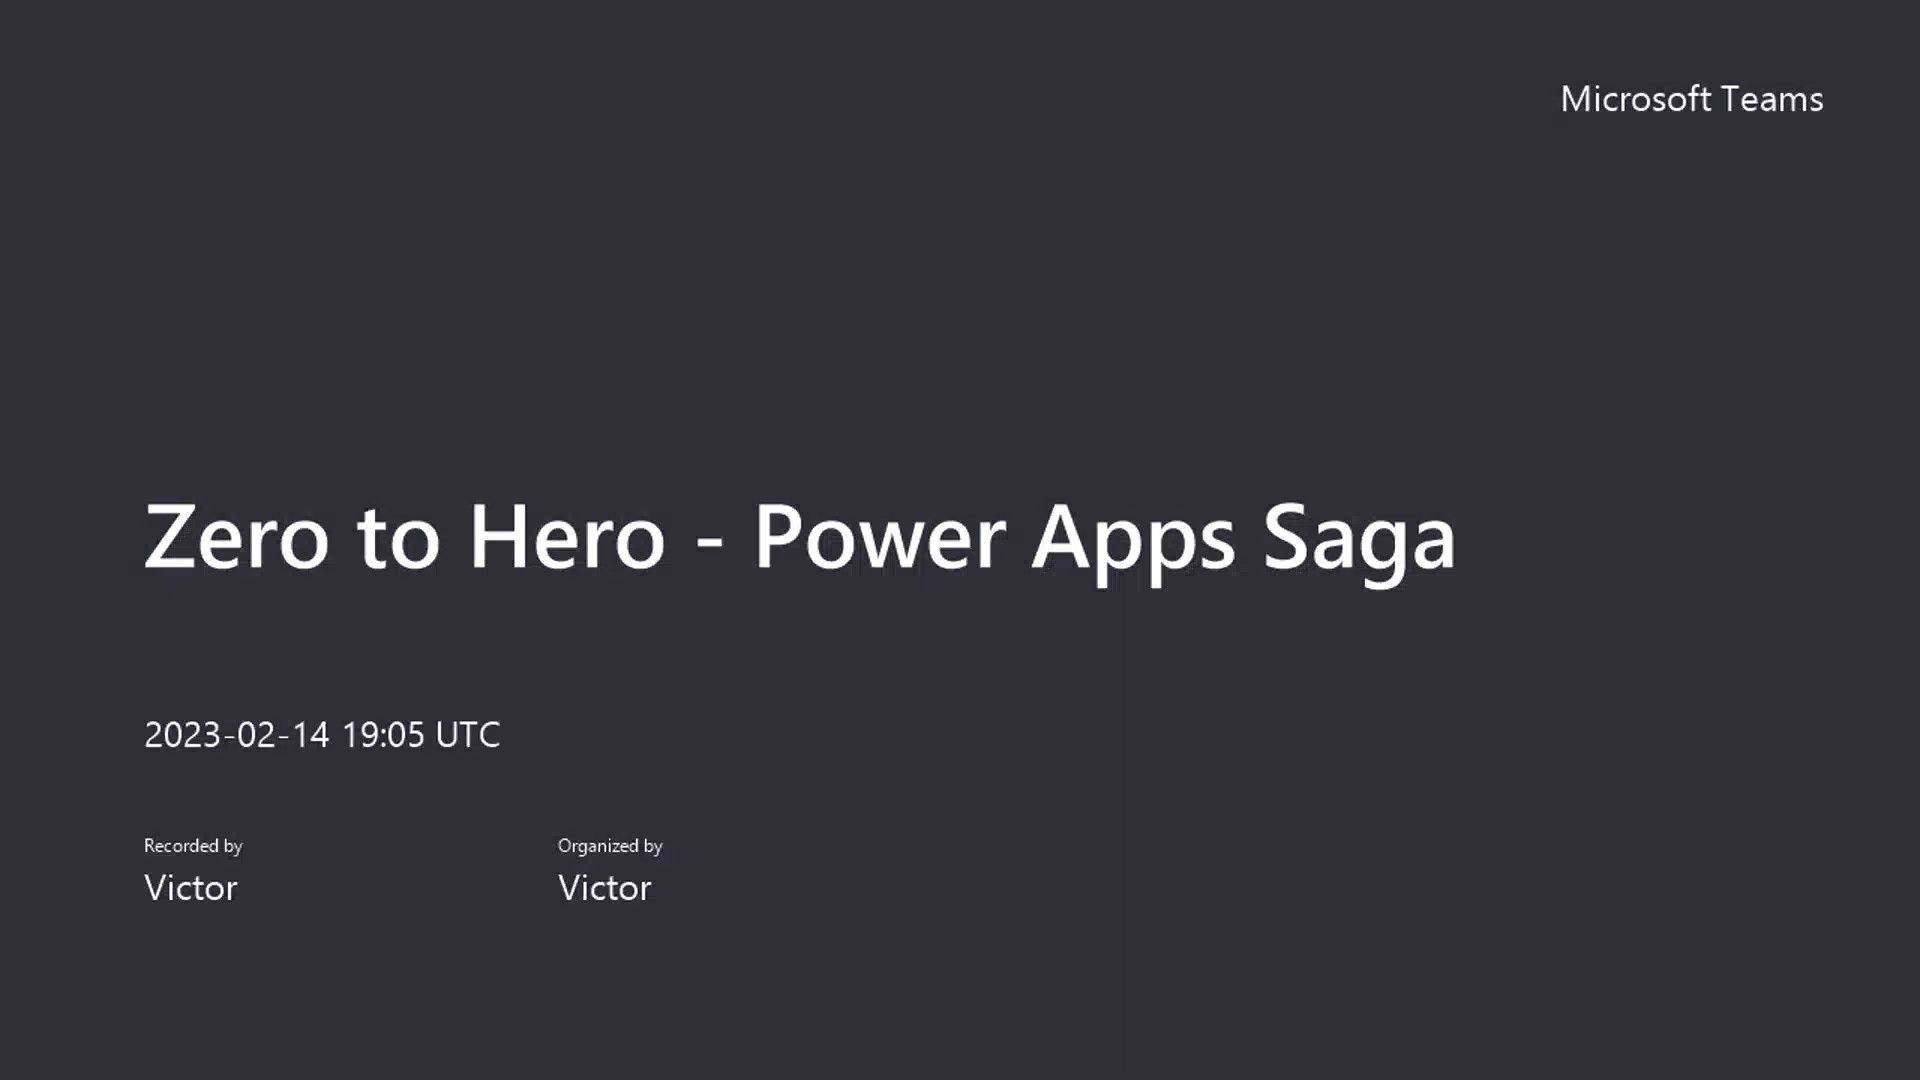 Microsoft Teams
Zero to Hero - Power Apps Saga
2023-02-14 19:05 UTC
Recorded by
Victor
Organized by
Victor